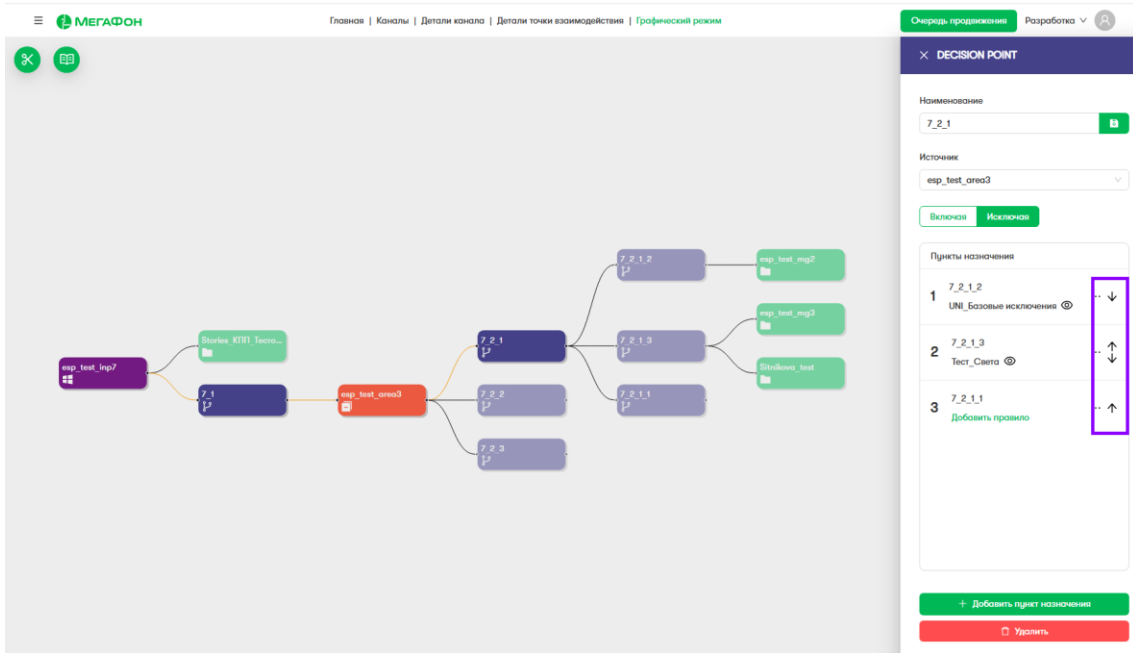 МЕГАФОН
Главная | Каналы | Детали канала | Детали точки взаимодействия | Графический режим
Очередь продвижения
Разработка
DECISION POINT
Наименование
7_2_1
Источник
esp_test_area3
Включая
Исключая
Пункты назначения
1
7_2_1_2
UNI_Базовые исключения
2
7_2_1_3
Тест_Света
3
7_2_1_1
Добавить правило
+ Добавить пункт назначения
Удалить
esp_test_inp7
Stories_КПП_Тесто...
7_1
esp_test_area3
7_2_1
7_2_2
7_2_3
7_2_1_2
7_2_1_3
7_2_1_1
esp_test_mg2
esp_test_mg3
Sitnikova_test